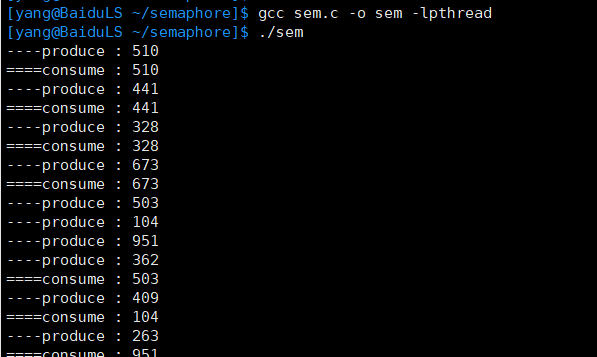 [yang@BaiduLS ~/semaphore]$ gcc sem.c -o sem -lpthread
[yang@BaiduLS ~/semaphore]$ ./sem
----produce : 510
====consume : 510
----produce : 441
====consume : 441
----produce : 328
====consume : 328
----produce : 673
====consume : 673
----produce : 503
----produce : 104
----produce : 951
----produce : 362
====consume : 503
----produce : 409
====consume : 104
----produce : 263
====consume : 951